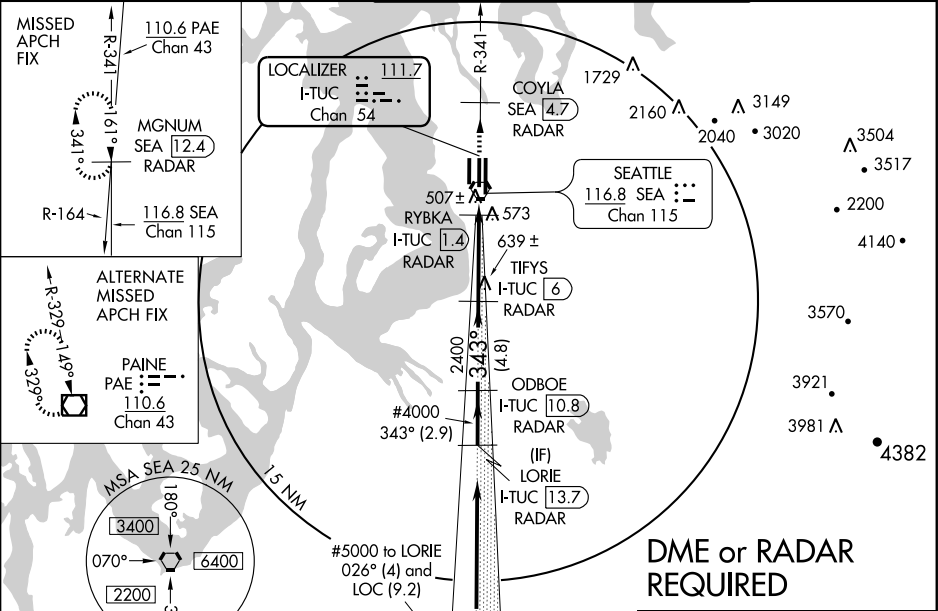 MISSED
APCH
FIX
R-341
110.6 PAE
Chan 43
161°
341°
MGNUM
SEA 12.4
RADAR
R-164
116.8 SEA
Chan 115
ALTERNATE
MISSED
APCH FIX
R-329
149°
329°
PAINE
PAE
110.6
Chan 43
MSA SEA 25 NM
180°
3400
070°
6400
2200
LOCALIZER 111.7
I-TUC
Chan 54
R-341
COYLA
SEA 4.7
RADAR
1729
2160
3149
2040
3020
3504
3517
2200
4140
SEATTLE
116.8 SEA
Chan 115
507 ±
573
RYBKA
I-TUC 1.4
RADAR
639 ±
TIFYS
I-TUC 6
RADAR
2400
343°
(4.8)
3570
3921
3981
4382
ODBOE
I-TUC 10.8
RADAR
#4000
343° (2.9)
(IF)
LORIE
I-TUC 13.7
RADAR
15 NM
#5000 to LORIE
026° (4) and
LOC (9.2)
DME or RADAR
REQUIRED